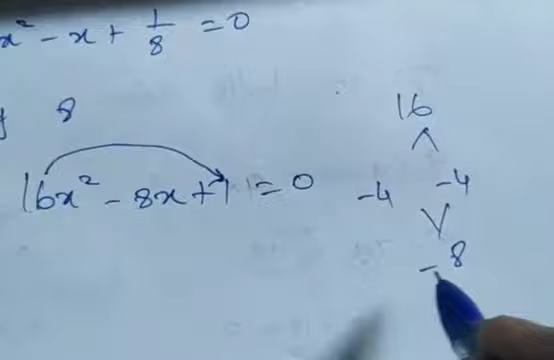 x² - x + 1/8 = 0
8
16x² - 8x + 1 = 0
16
-4 -4
-8